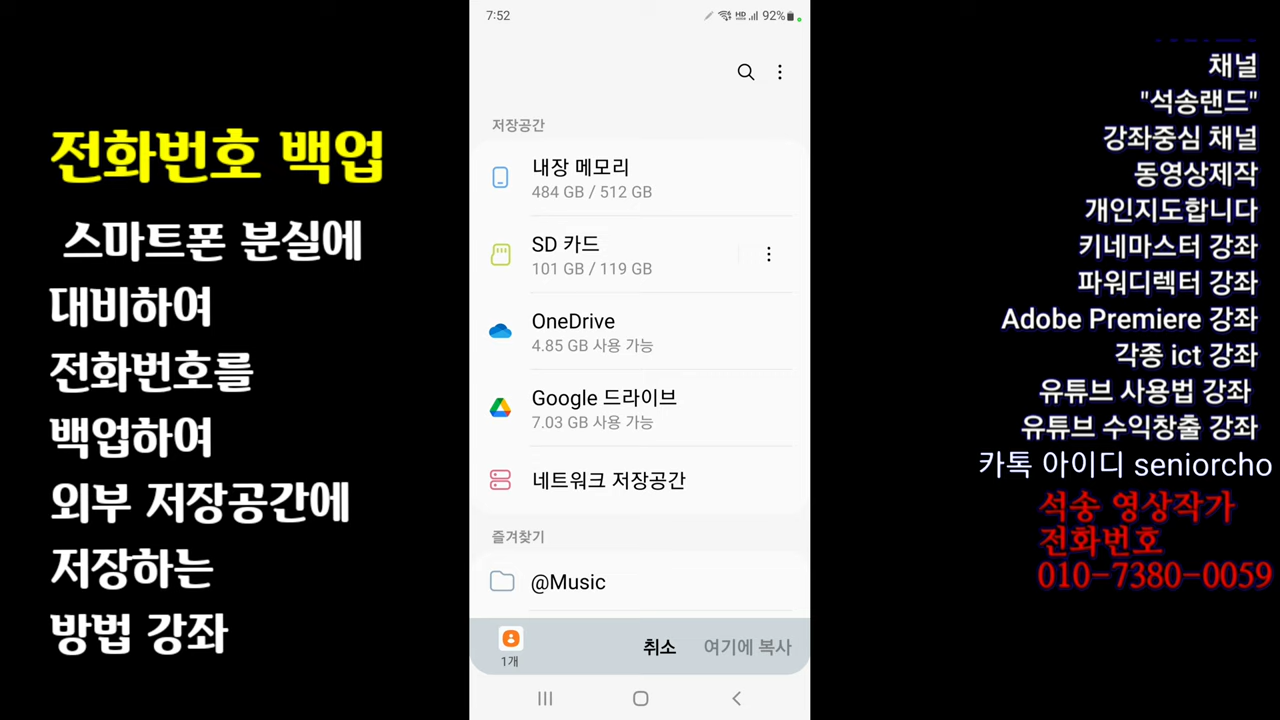 전화번호 백업
스마트폰 분실에
대비하여
전화번호를
백업하여
외부 저장공간에
저장하는
방법 강좌
7:52
92%
저장공간
내장 메모리
484 GB / 512 GB
SD 카드
101 GB / 119 GB
OneDrive
4.85 GB 사용 가능
Google 드라이브
7.03 GB 사용 가능
네트워크 저장공간
즐겨찾기
@Music
1개
취소
여기에 복사
채널
"석송랜드"
강좌중심 채널
동영상제작
개인지도합니다
키네마스터 강좌
파워디렉터 강좌
Adobe Premiere 강좌
각종 ict 강좌
유튜브 사용법 강좌
유튜브 수익창출 강좌
카톡 아이디 seniorcho
석송 영상작가
전화번호
010-7380-0059